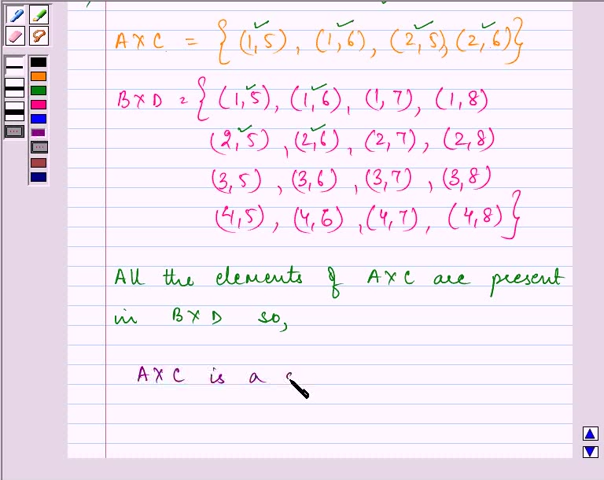 A×C = {(1,5), (1,6), (2,5), (2,6)}
B×D = {(1,5), (1,6), (1,7), (1,8)
(2,5), (2,6), (2,7), (2,8)
(3,5), (3,6), (3,7), (3,8)
(4,5), (4,6), (4,7), (4,8)}
All the elements of A×C are present
in B×D so,
A×C is a